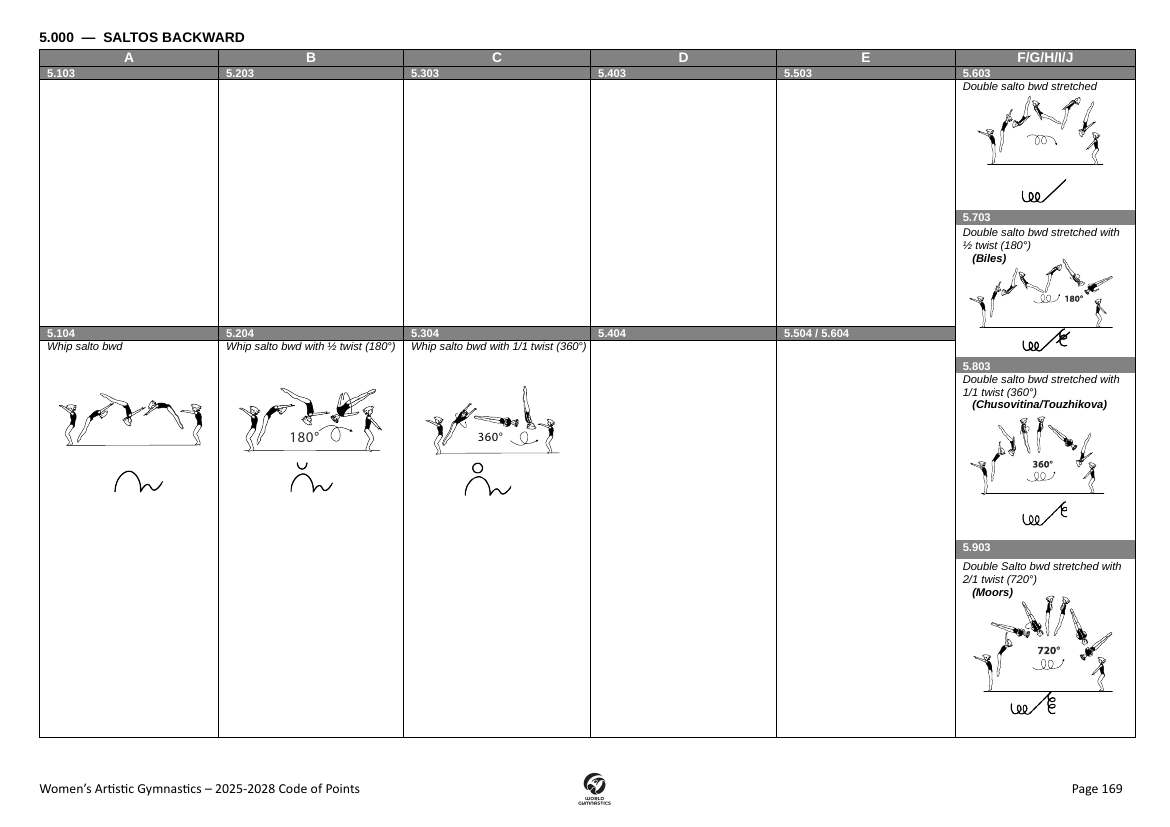 5.000 — SALTOS BACKWARD
A B C D E F/G/H/I/J
5.103 5.203 5.303 5.403 5.503 5.603
Double salto bwd stretched
5.703
Double salto bwd stretched with
½ twist (180°)
(Biles)
180°
5.104 5.204 5.304 5.404 5.504 / 5.604
Whip salto bwd
Whip salto bwd with ½ twist (180°)
180°
Whip salto bwd with 1/1 twist (360°)
360°
5.803
Double salto bwd stretched with
1/1 twist (360°)
(Chusovitina/Touzhikova)
360°
5.903
Double Salto bwd stretched with
2/1 twist (720°)
(Moors)
720°
Women's Artistic Gymnastics – 2025-2028 Code of Points
WORLD
GYMNASTICS
Page 169